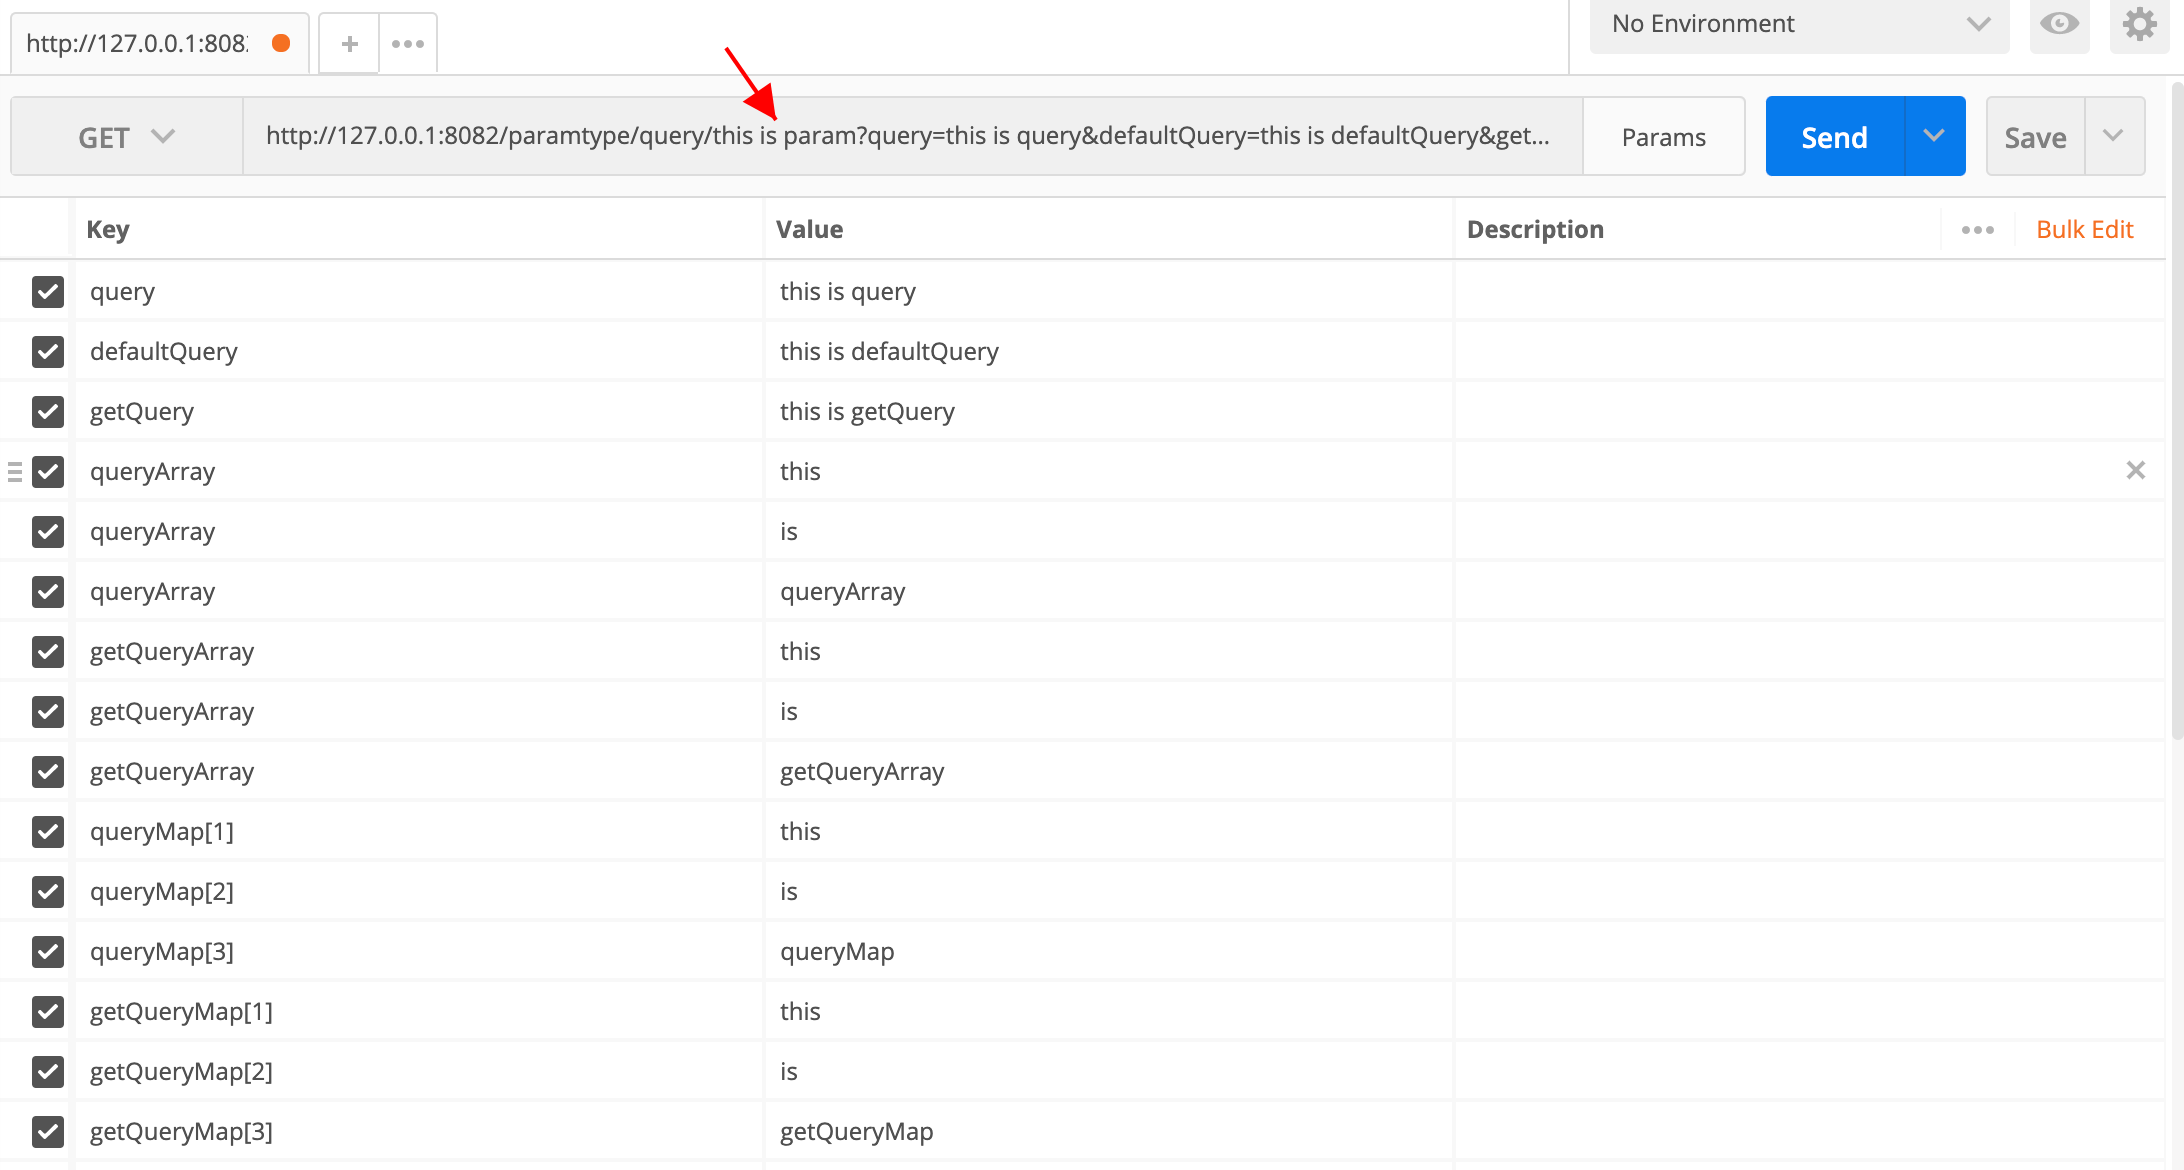 http://127.0.0.1:808
No Environment
GET http://127.0.0.1:8082/paramtype/query/this is param?query=this is query&defaultQuery=this is defaultQuery&get... Params Send Save
Key Value Description Bulk Edit
query this is query
defaultQuery this is defaultQuery
getQuery this is getQuery
queryArray this
queryArray is
queryArray queryArray
getQueryArray this
getQueryArray is
getQueryArray getQueryArray
queryMap[1] this
queryMap[2] is
queryMap[3] queryMap
getQueryMap[1] this
getQueryMap[2] is
getQueryMap[3] getQueryMap